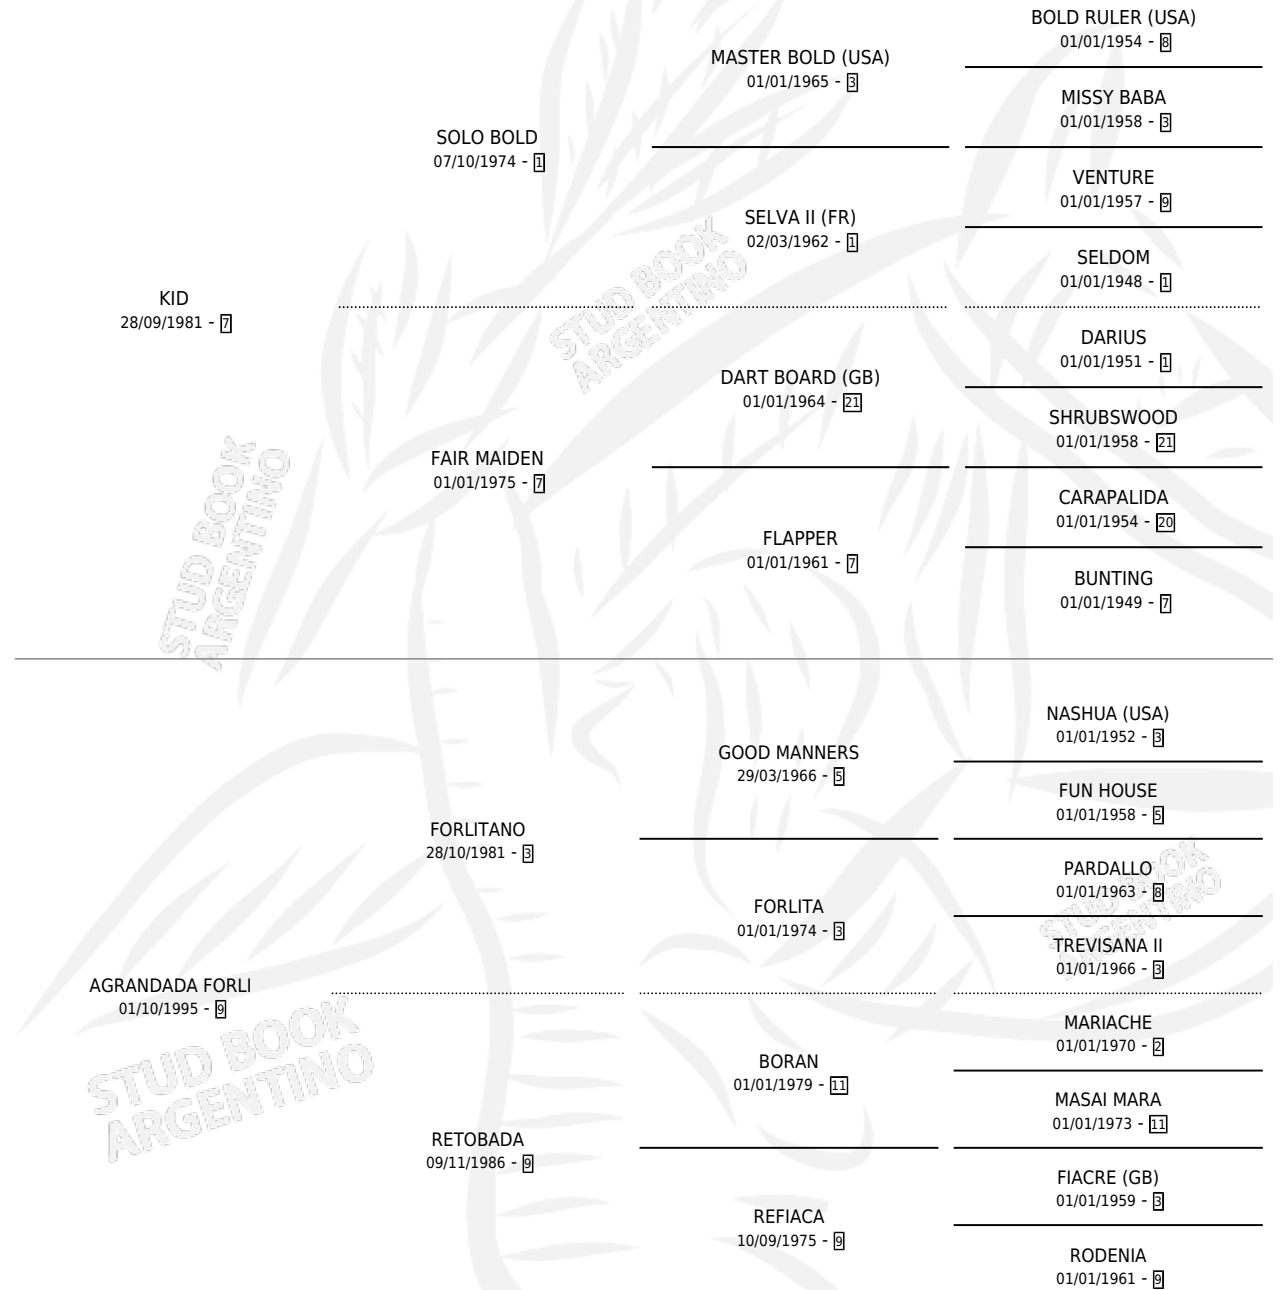 BOLD RULER (USA)
01/01/1954 - 8
MASTER BOLD (USA)
01/01/1965 - 3
MISSY BABA
01/01/1958 - 3
SOLO BOLD
07/10/1974 - 1
VENTURE
01/01/1957 - 9
SELVA II (FR)
02/03/1962 - 1
SELDOM
01/01/1948 - 1
KID
28/09/1981 - 7
DARIUS
01/01/1951 - 1
DART BOARD (GB)
01/01/1964 - 21
SHRUBSWOOD
01/01/1958 - 21
FAIR MAIDEN
01/01/1975 - 7
CARAPALIDA
01/01/1954 - 20
FLAPPER
01/01/1961 - 7
BUNTING
01/01/1949 - 7
NASHUA (USA)
01/01/1952 - 3
GOOD MANNERS
29/03/1966 - 5
FUN HOUSE
01/01/1958 - 5
FORLITANO
28/10/1981 - 3
PARDALLO
01/01/1963 - 8
FORLITA
01/01/1974 - 3
TREVISANA II
01/01/1966 - 3
AGRANDADA FORLI
01/10/1995 - 9
MARIACHE
01/01/1970 - 2
BORAN
01/01/1979 - 11
MASAI MARA
01/01/1973 - 11
RETOBADA
09/11/1986 - 9
FIACRE (GB)
01/01/1959 - 3
REFIACA
10/09/1975 - 9
RODENIA
01/01/1961 - 9
STUD BOOK
ARGENTINO
STUD BOOK
ARGENTINO
STUD BOOK
ARGENTINO
STUD BOOK
ARGENTINO